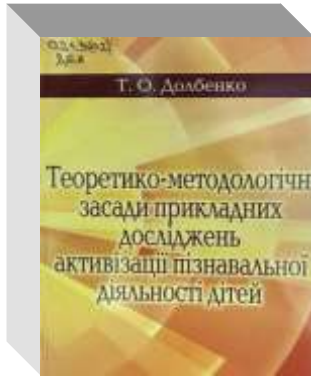 Т. О. Долбенко
Теоретико-методологічн
засади прикладних
досліджень
активізації пізнавальної
діяльності дітей